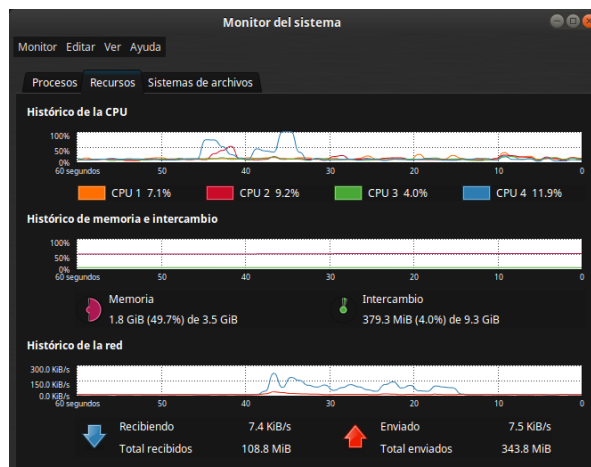 Monitor del sistema
Monitor Editar Ver Ayuda
Procesos Recursos Sistemas de archivos
Histórico de la CPU
100%
50%
0%
60 segundos 50 40 30 20 10 0
CPU 1 7.1% CPU 2 9.2% CPU 3 4.0% CPU 4 11.9%
Histórico de memoria e intercambio
100%
50%
0%
60 segundos 50 40 30 20 10 0
Memoria Intercambio
1.8 GiB (49.7%) de 3.5 GiB 379.3 MiB (4.0%) de 9.3 GiB
Histórico de la red
300.0 KiB/s
150.0 KiB/s
0.0 KiB/s
60 segundos 50 40 30 20 10 0
Recibiendo 7.4 KiB/s Enviado 7.5 KiB/s
Total recibidos 108.8 MiB Total enviados 343.8 MiB